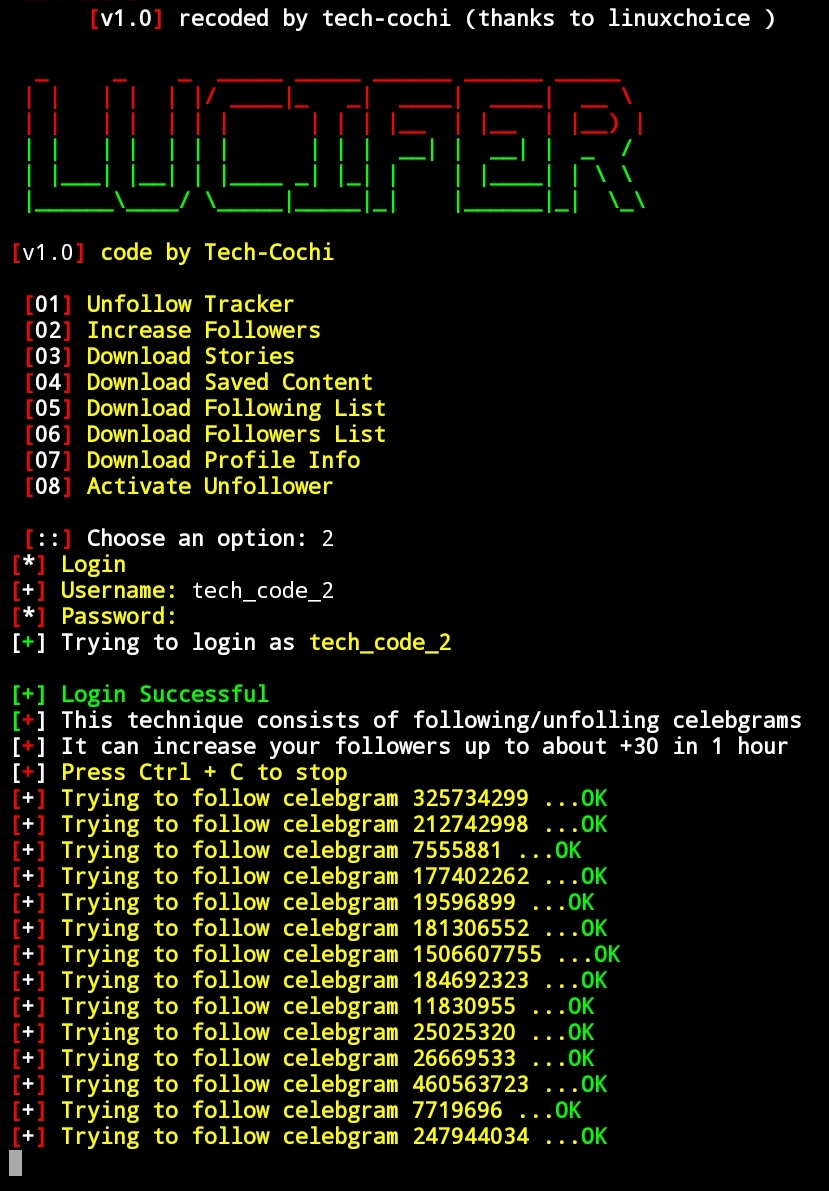 [v1.0] recoded by tech-cochi (thanks to linuxchoice )
LUCIFER
[v1.0] code by Tech-Cochi
[01] Unfollow Tracker
[02] Increase Followers
[03] Download Stories
[04] Download Saved Content
[05] Download Following List
[06] Download Followers List
[07] Download Profile Info
[08] Activate Unfollower
[::] Choose an option: 2
[*] Login
[+] Username: tech_code_2
[*] Password:
[+] Trying to login as tech_code_2
[+] Login Successful
[+] This technique consists of following/unfolling celebgrams
[+] It can increase your followers up to about +30 in 1 hour
[+] Press Ctrl + C to stop
[+] Trying to follow celebgram 325734299 ...OK
[+] Trying to follow celebgram 212742998 ...OK
[+] Trying to follow celebgram 7555881 ...OK
[+] Trying to follow celebgram 177402262 ...OK
[+] Trying to follow celebgram 19596899 ...OK
[+] Trying to follow celebgram 181306552 ...OK
[+] Trying to follow celebgram 1506607755 ...OK
[+] Trying to follow celebgram 184692323 ...OK
[+] Trying to follow celebgram 11830955 ...OK
[+] Trying to follow celebgram 25025320 ...OK
[+] Trying to follow celebgram 26669533 ...OK
[+] Trying to follow celebgram 460563723 ...OK
[+] Trying to follow celebgram 7719696 ...OK
[+] Trying to follow celebgram 247944034 ...OK